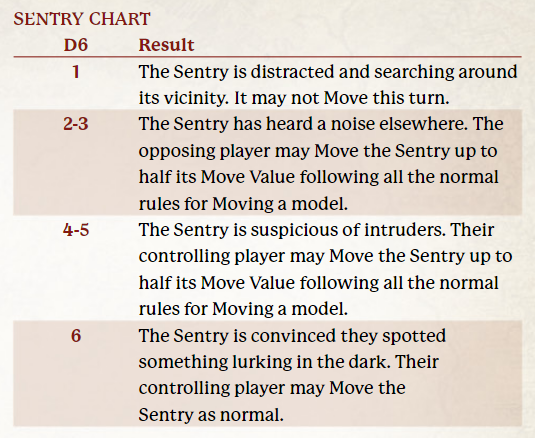 SENTRY CHART
D6 Result
1 The Sentry is distracted and searching around
its vicinity. It may not Move this turn.
2-3 The Sentry has heard a noise elsewhere. The
opposing player may Move the Sentry up to
half its Move Value following all the normal
rules for Moving a model.
4-5 The Sentry is suspicious of intruders. Their
controlling player may Move the Sentry up to
half its Move Value following all the normal
rules for Moving a model.
6 The Sentry is convinced they spotted
something lurking in the dark. Their
controlling player may Move the
Sentry as normal.